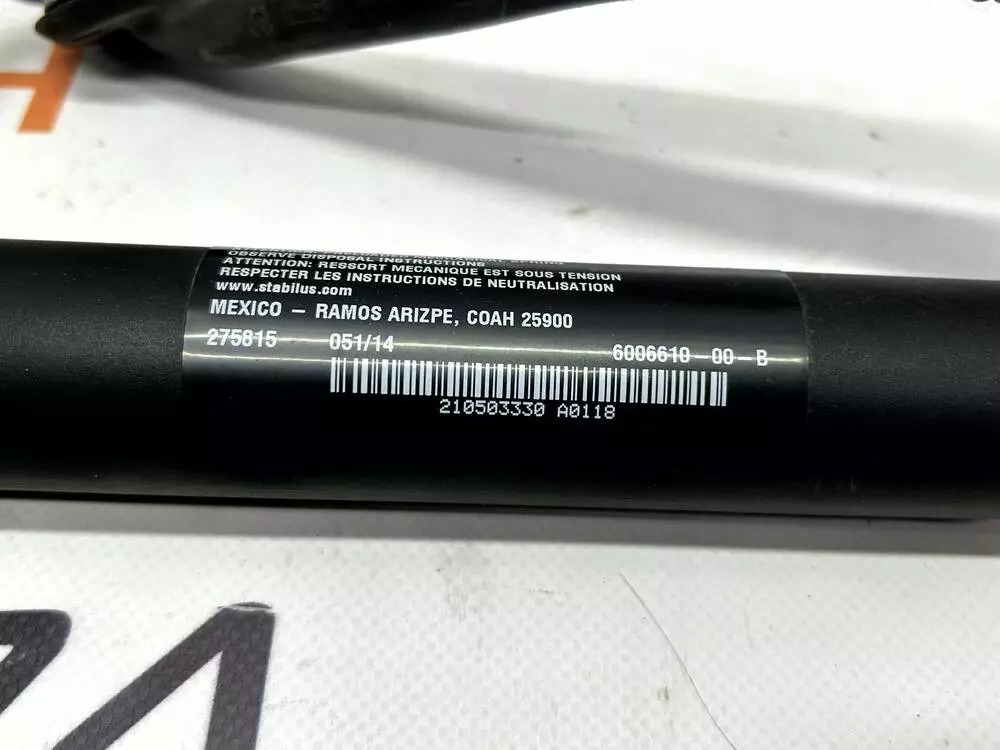 OBSERVE DISPOSAL INSTRUCTIONS
ATTENTION: RESSORT MECANIQUE EST SOUS TENSION
RESPECTER LES INSTRUCTIONS DE NEUTRALISATION
www.stabilus.com
MEXICO – RAMOS ARIZPE, COAH 25900
275815 051/14 6006610-00-B
210503330 A0118